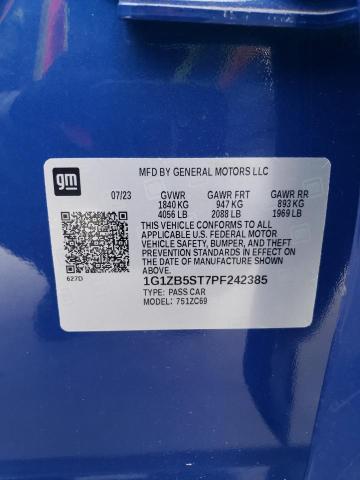 gm
MFD BY GENERAL MOTORS LLC
07/23 GVWR GAWR FRT GAWR RR
1840 KG 947 KG 893 KG
4056 LB 2088 LB 1969 LB
THIS VEHICLE CONFORMS TO ALL
APPLICABLE U.S. FEDERAL MOTOR
VEHICLE SAFETY, BUMPER, AND THEFT
PREVENTION STANDARDS IN EFFECT ON
THE DATE OF MANUFACTURE SHOWN
ABOVE.
627D 1G1ZB5ST7PF242385
TYPE: PASS CAR
MODEL: 751ZC69